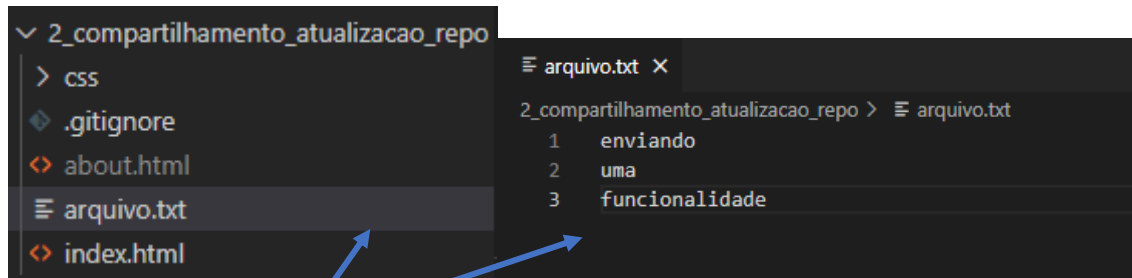 2_compartilhamento_atualizacao_repo
css
.gitignore
about.html
arquivo.txt
index.html
arquivo.txt
2_compartilhamento_atualizacao_repo > arquivo.txt
1 enviando
2 uma
3 funcionalidade